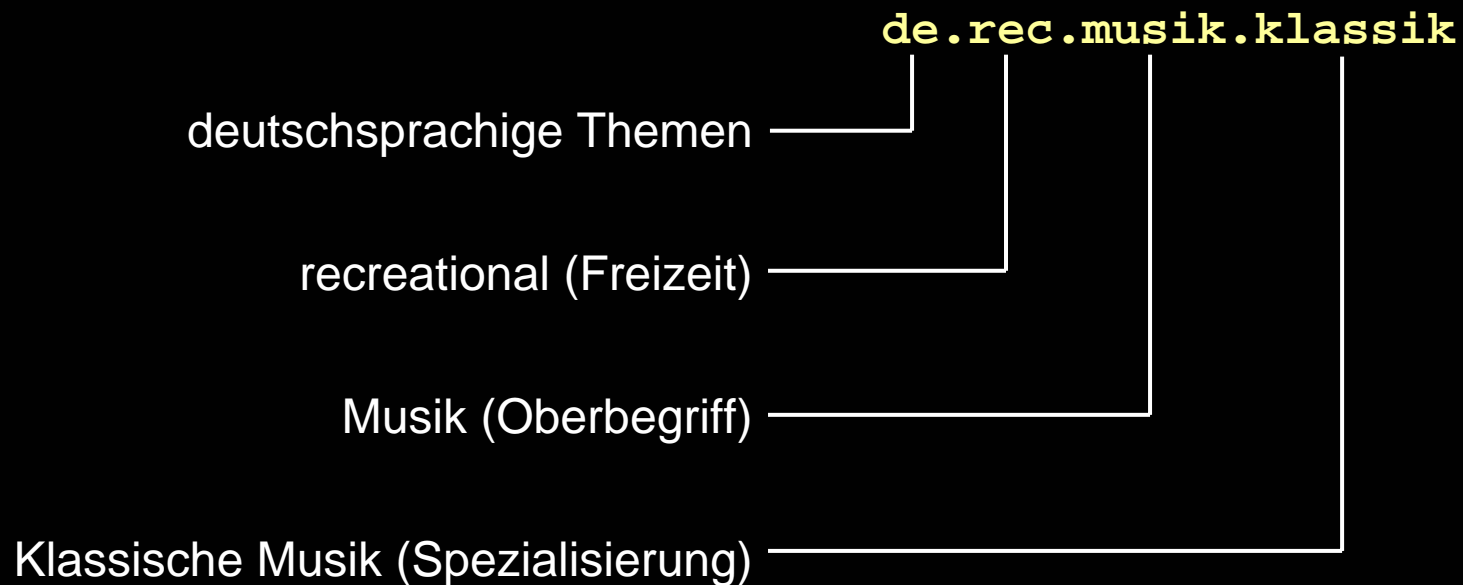 de.rec.musik.klassik
deutschsprachige Themen
recreational (Freizeit)
Musik (Oberbegriff)
Klassische Musik (Spezialisierung)